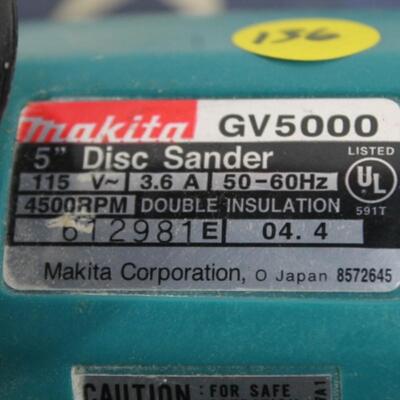 156
makita GV5000
5" Disc Sander LISTED
115 V~ 3.6 A 50-60Hz UL
4500RPM DOUBLE INSULATION 591T
612981E 04. 4
Makita Corporation, O Japan 8572645
CAUTION: FOR SAFE